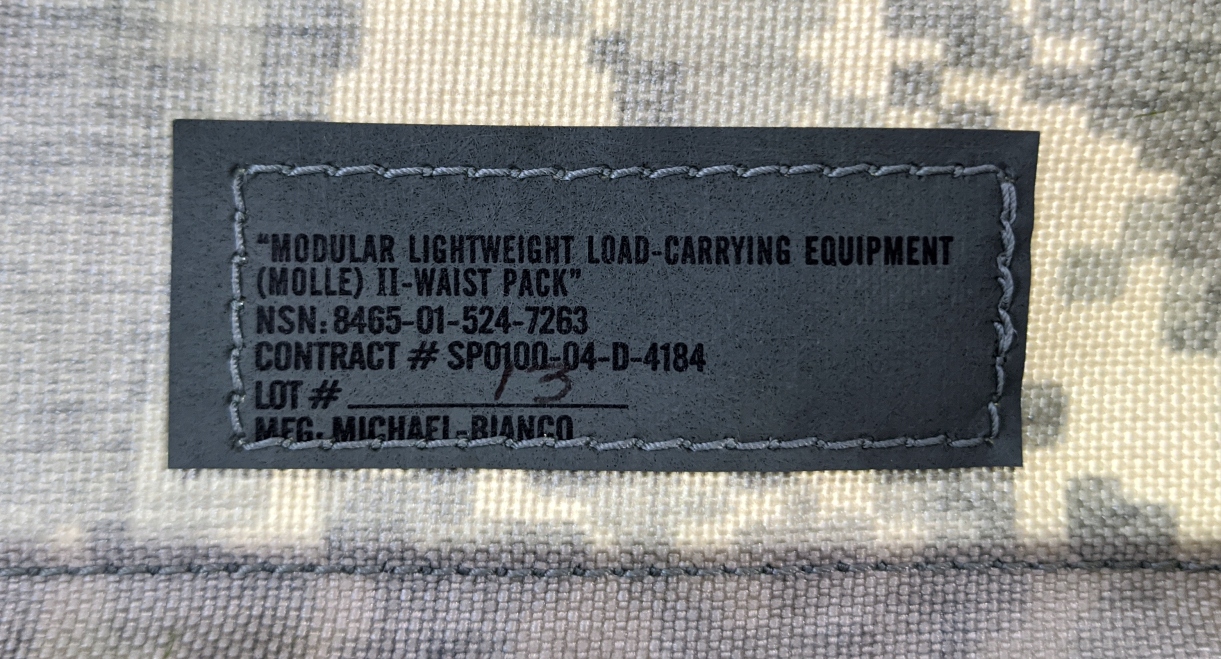 “MODULAR LIGHTWEIGHT LOAD-CARRYING EQUIPMENT
(MOLLE) II-WAIST PACK”
NSN: 8465-01-524-7263
CONTRACT # SP0100-04-D-4184
LOT # 13
MFG: MICHAEL-BIANCO